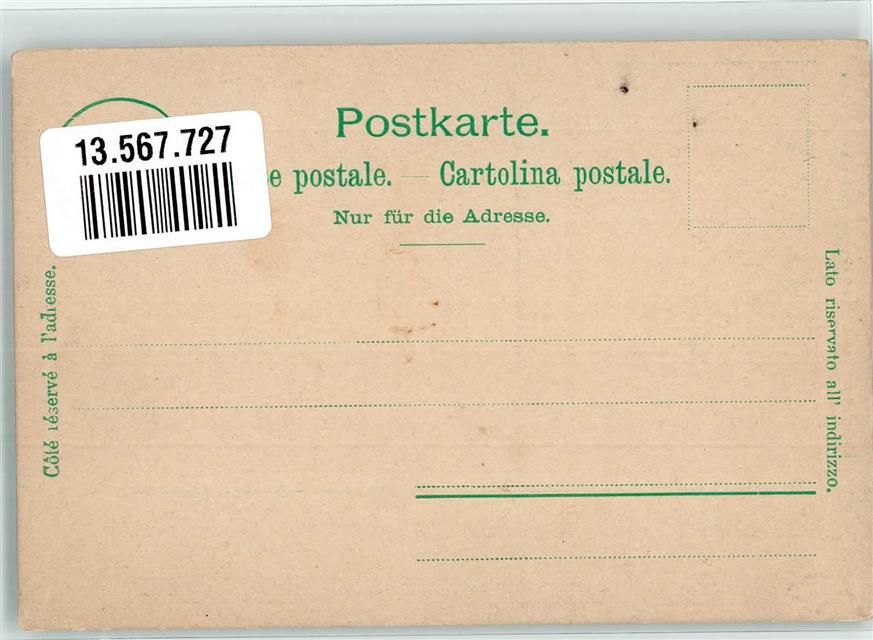 13.567.727
Postkarte.
e postale. — Cartolina postale.
Nur für die Adresse.
Côté réservé à l'adresse.
Lato riservato all' indirizzo.